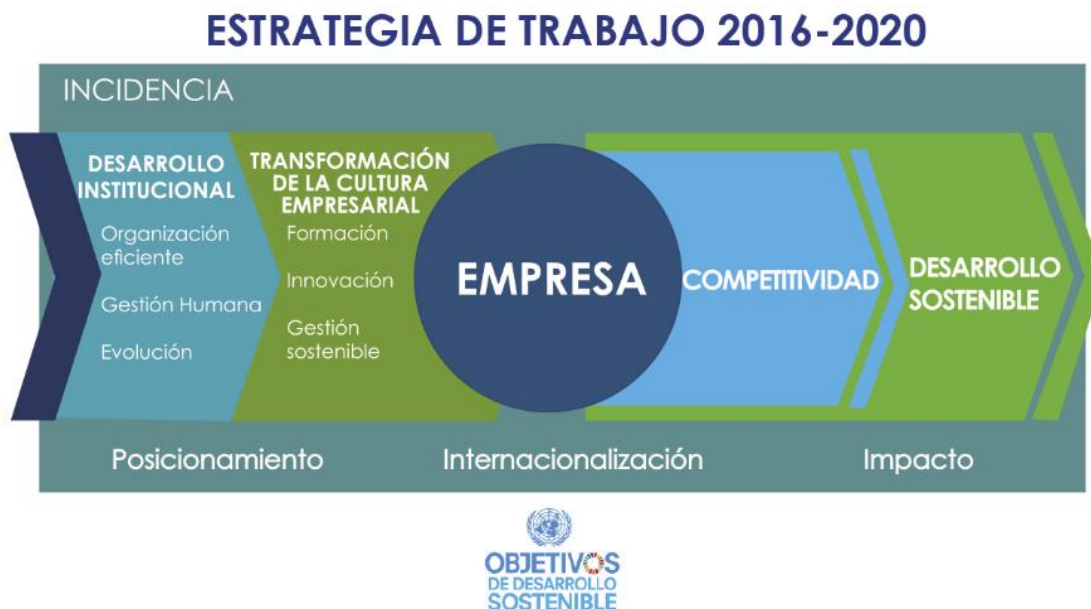 ESTRATEGIA DE TRABAJO 2016-2020
INCIDENCIA
DESARROLLO
INSTITUCIONAL
Organización
eficiente
Gestión Humana
Evolución
TRANSFORMACIÓN
DE LA CULTURA
EMPRESARIAL
Formación
Innovación
Gestión
sostenible
EMPRESA
COMPETITIVIDAD
DESARROLLO
SOSTENIBLE
Posicionamiento
Internacionalización
Impacto
OBJETIVOS
DE DESARROLLO
SOSTENIBLE